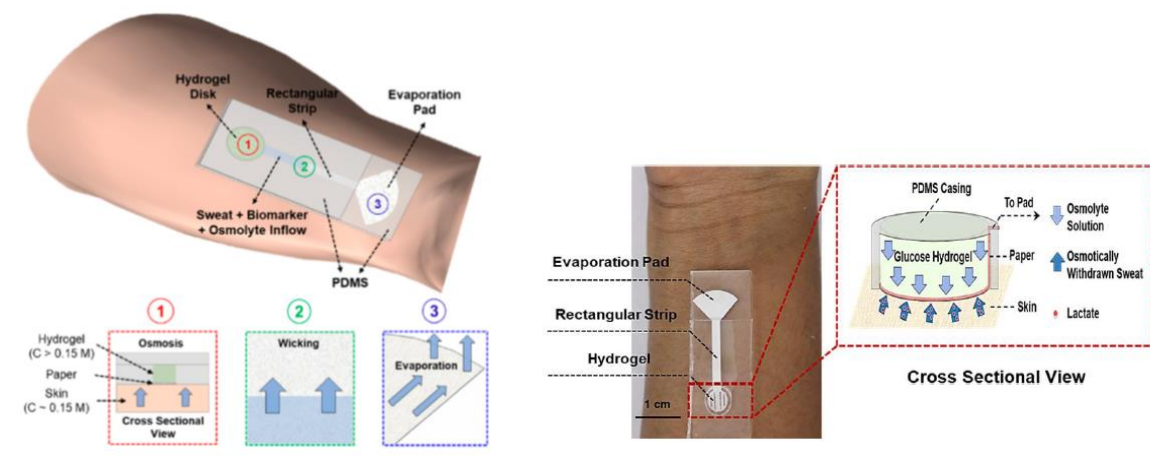 Hydrogel
Disk
Rectangular
Strip
Evaporation
Pad
1
2
3
Sweat + Biomarker
+ Osmolyte Inflow
PDMS
1
2
3
Hydrogel
(C > 0.15 M)
Paper
Skin
(C ~ 0.15 M)
Osmosis
Cross Sectional
View
Wicking
Evaporation
Evaporation Pad
Rectangular Strip
Hydrogel
1 cm
PDMS Casing
To Pad
Glucose Hydrogel
Paper
Skin
Osmolyte
Solution
Osmotically
Withdrawn Sweat
Lactate
Cross Sectional View